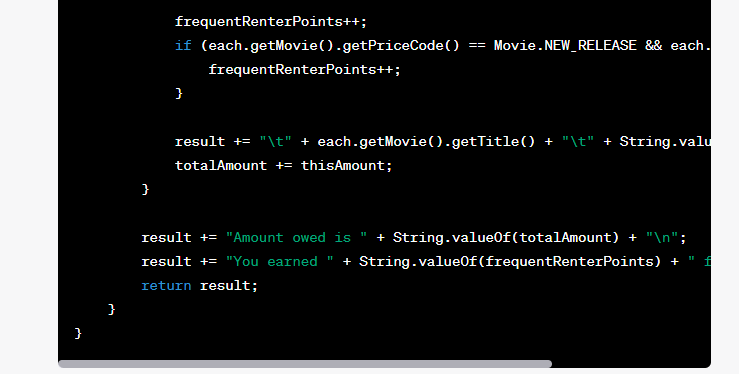 frequentRenterPoints++;
if (each.getMovie().getPriceCode() == Movie.NEW_RELEASE && each.
frequentRenterPoints++;
}
result += "\t" + each.getMovie().getTitle() + "\t" + String.valu
totalAmount += thisAmount;
}
result += "Amount owed is " + String.valueOf(totalAmount) + "\n";
result += "You earned " + String.valueOf(frequentRenterPoints) + " f
return result;
}
}